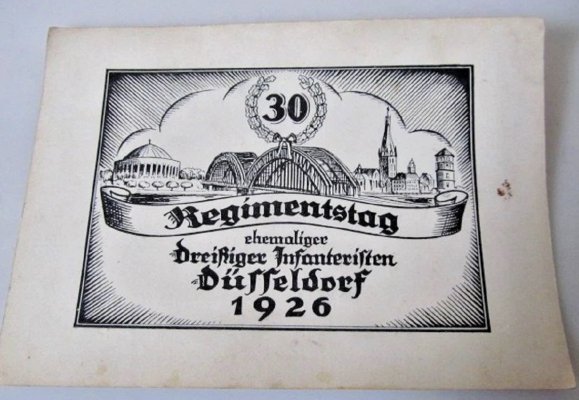 30
Regimentstag
ehemaliger
Dreißiger Infanteristen
Düsseldorf
1926